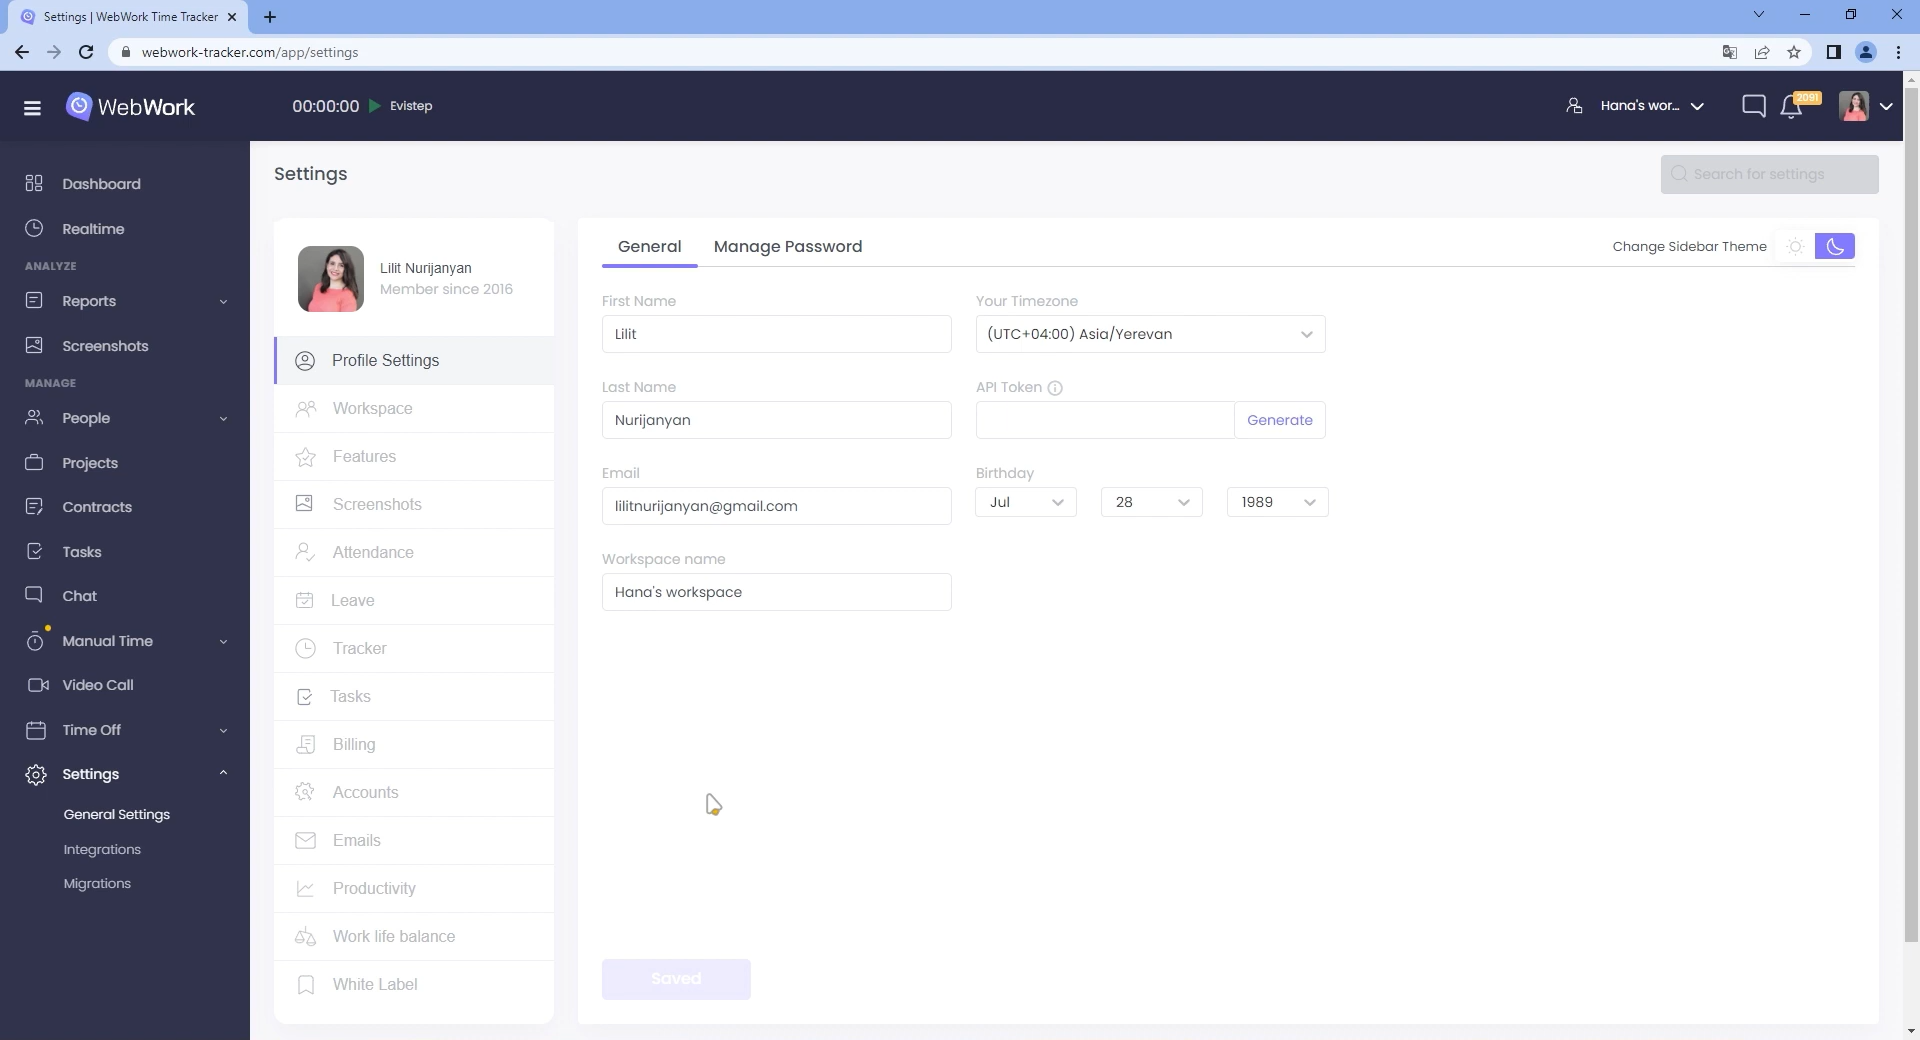 Settings | WebWork Time Tracker
webwork-tracker.com/app/settings
WebWork
00:00:00 Evistep
Hana's wor...
2091
Dashboard
Realtime
ANALYZE
Reports
Screenshots
MANAGE
People
Projects
Contracts
Tasks
Chat
Manual Time
Video Call
Time Off
Settings
General Settings
Integrations
Migrations
Settings
Search for settings
Lilit Nurijanyan
Member since 2016
Profile Settings
Workspace
Features
Screenshots
Attendance
Leave
Tracker
Tasks
Billing
Accounts
Emails
Productivity
Work life balance
White Label
General Manage Password
Change Sidebar Theme
First Name
Lilit
Your Timezone
(UTC+04:00) Asia/Yerevan
Last Name
Nurijanyan
API Token
Generate
Email
lilitnurijanyan@gmail.com
Birthday
Jul 28 1989
Workspace name
Hana's workspace
Saved